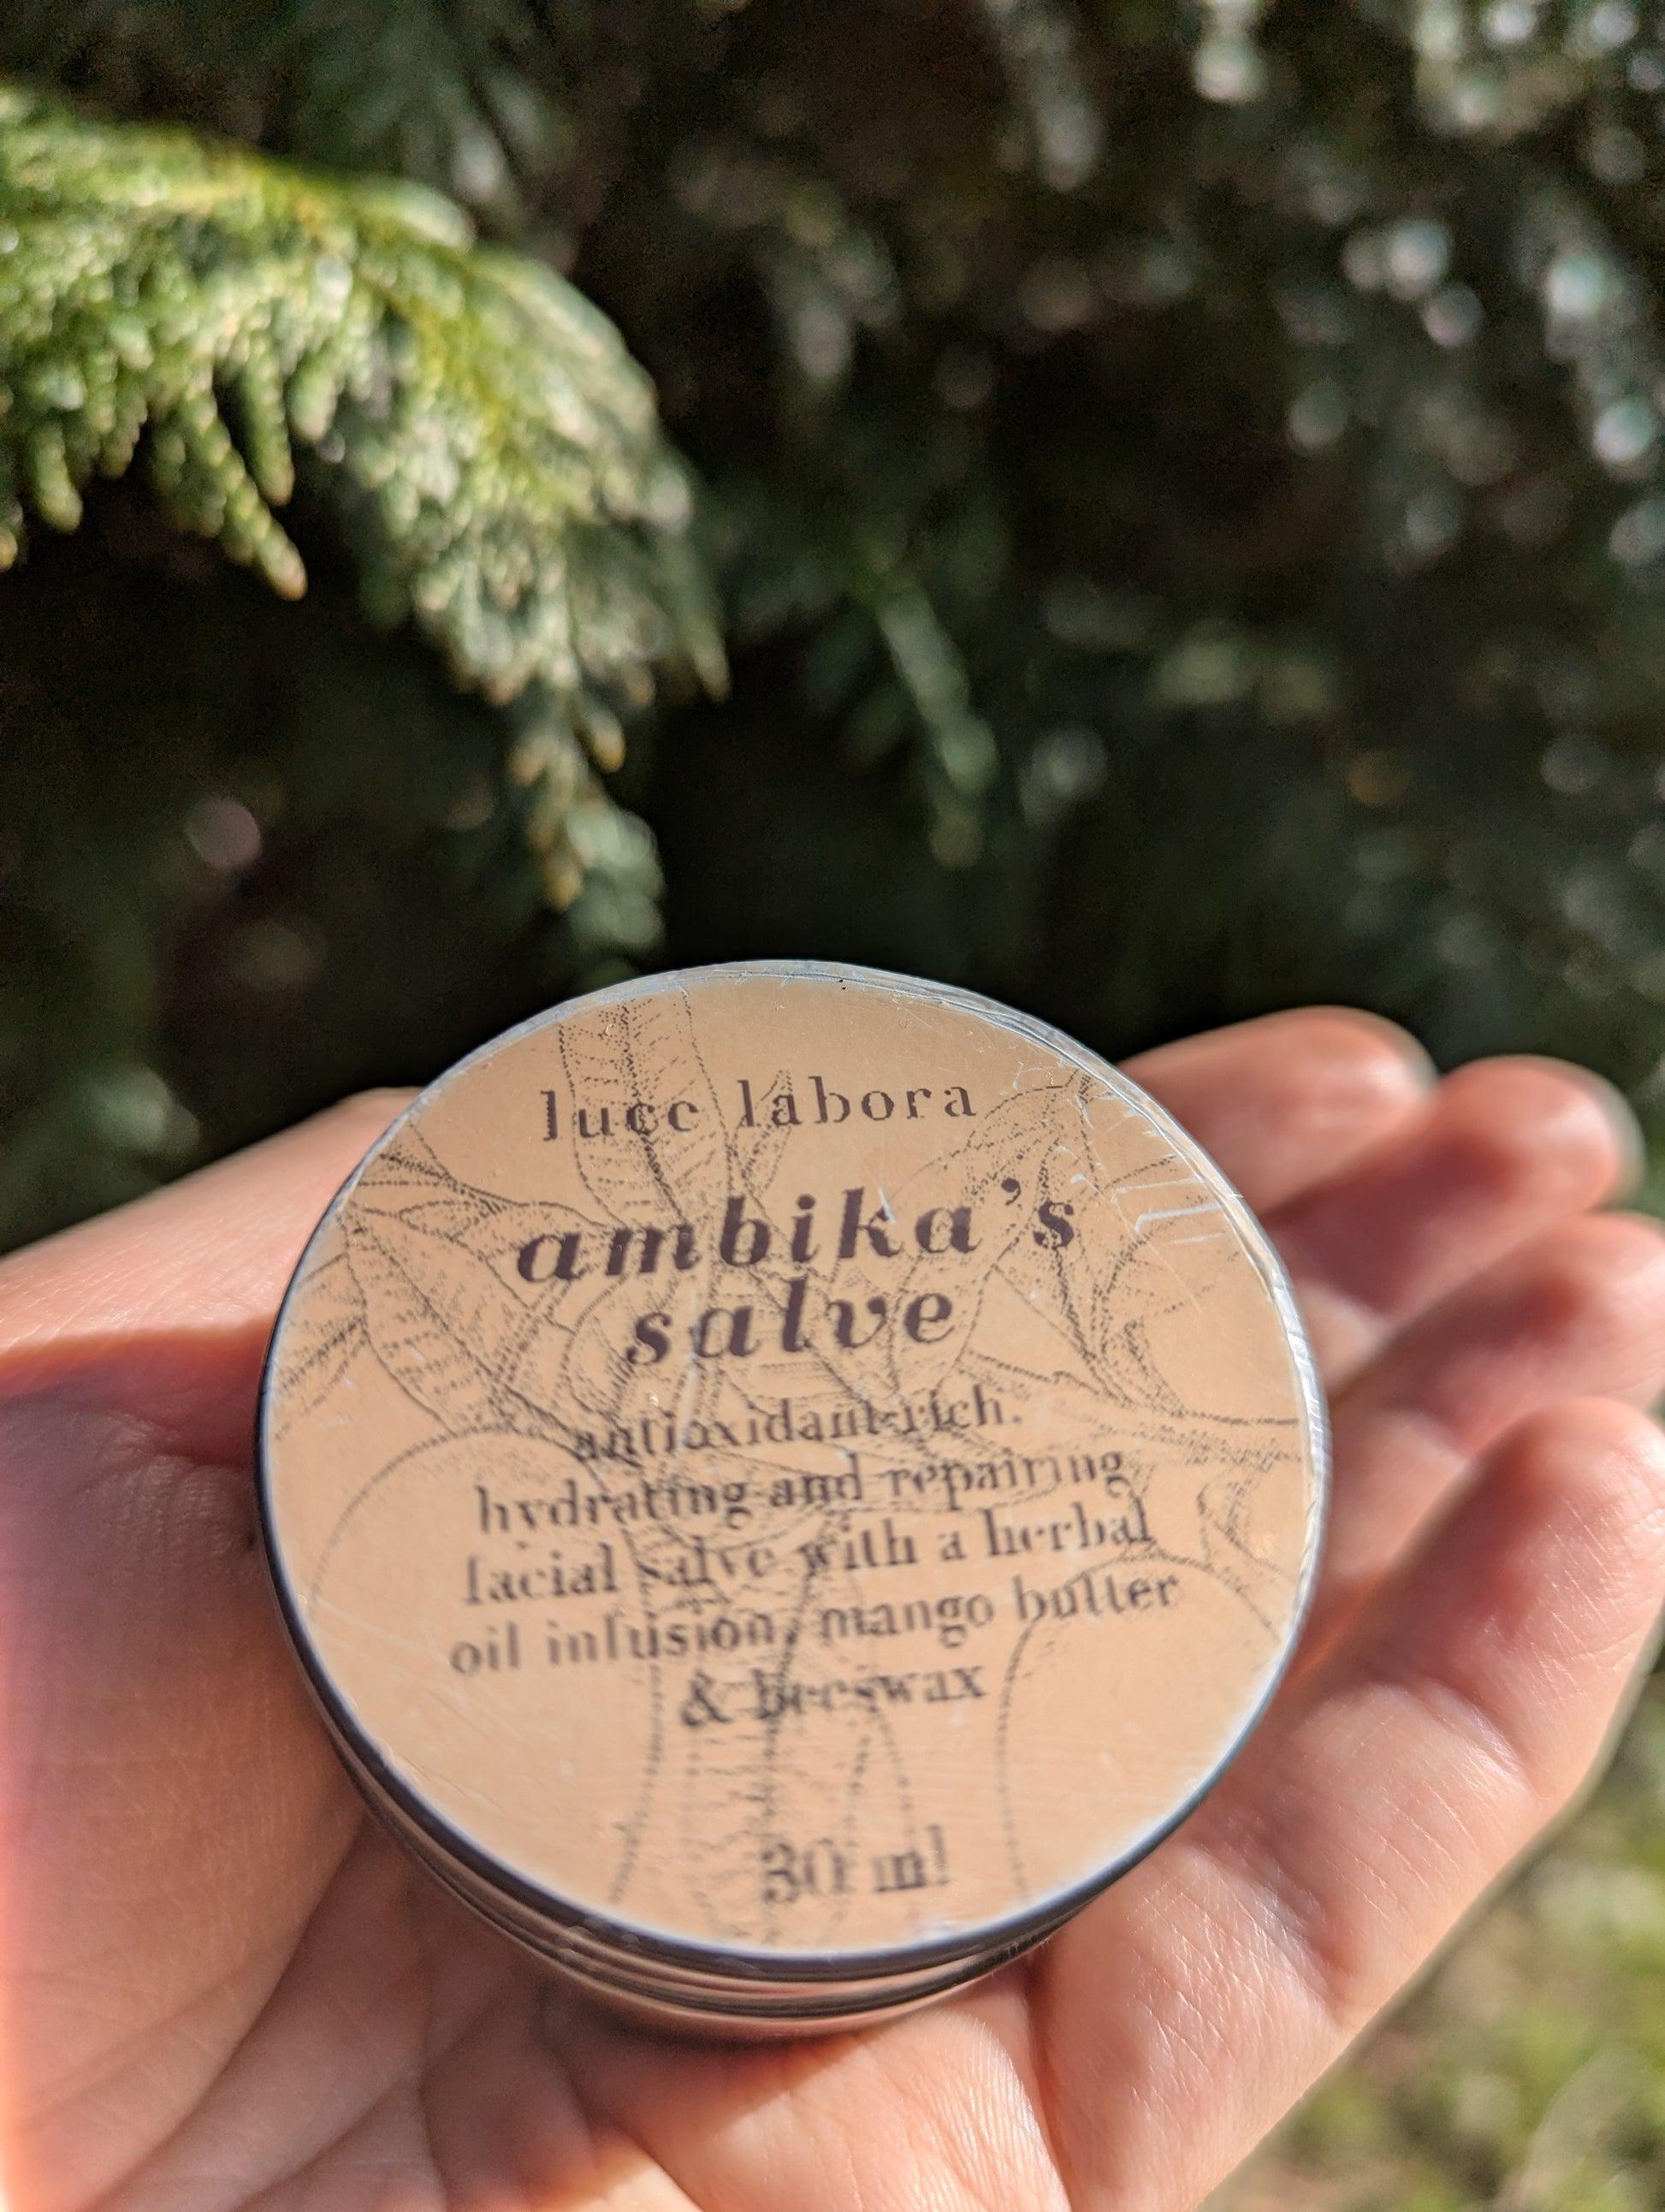 luce labora
ambika's
salve
antioxidant-rich.
hydrating and repairing
facial salve with a herbal
oil infusion, mango butter
& beeswax
30 ml